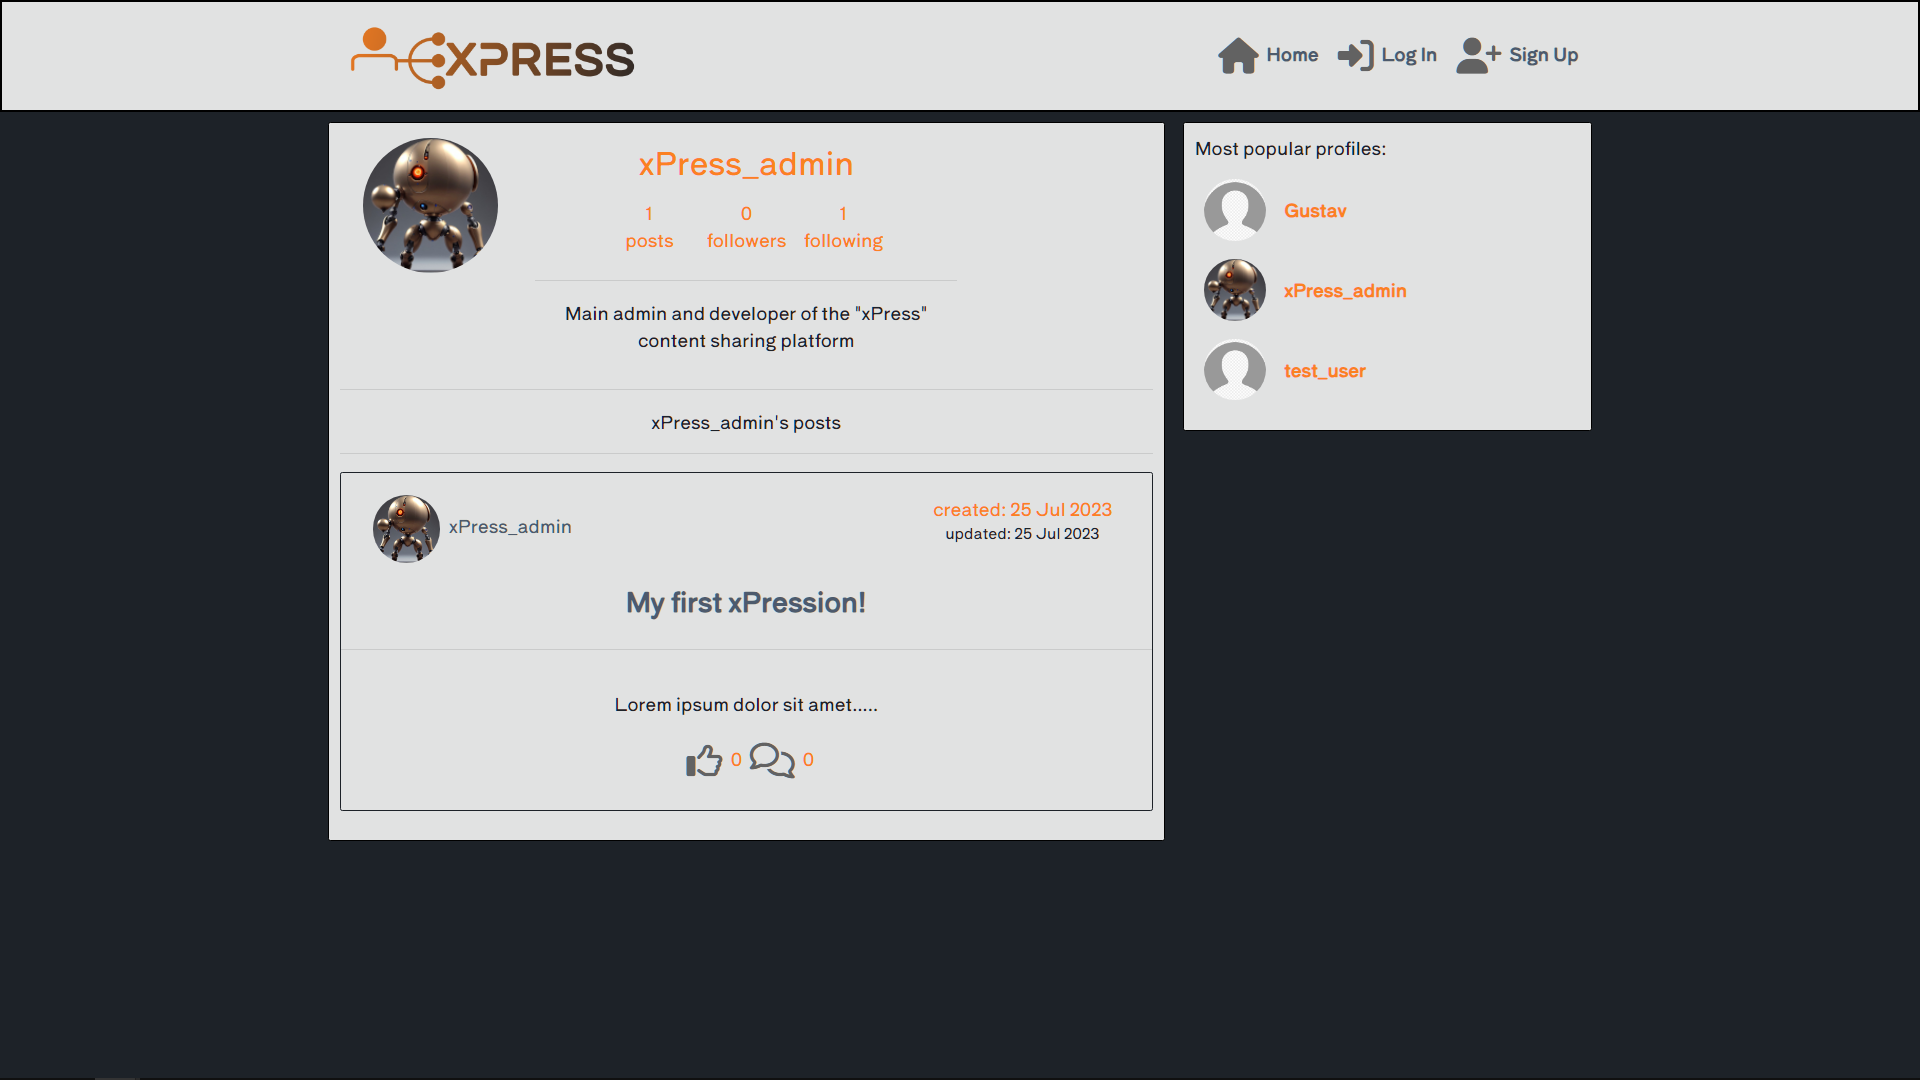 XPRESS
Home Log In Sign Up
xPress_admin
1 0 1
posts followers following
Main admin and developer of the "xPress"
content sharing platform
xPress_admin's posts
xPress_admin
created: 25 Jul 2023
updated: 25 Jul 2023
My first xPression!
Lorem ipsum dolor sit amet.....
0 0
Most popular profiles:
Gustav
xPress_admin
test_user